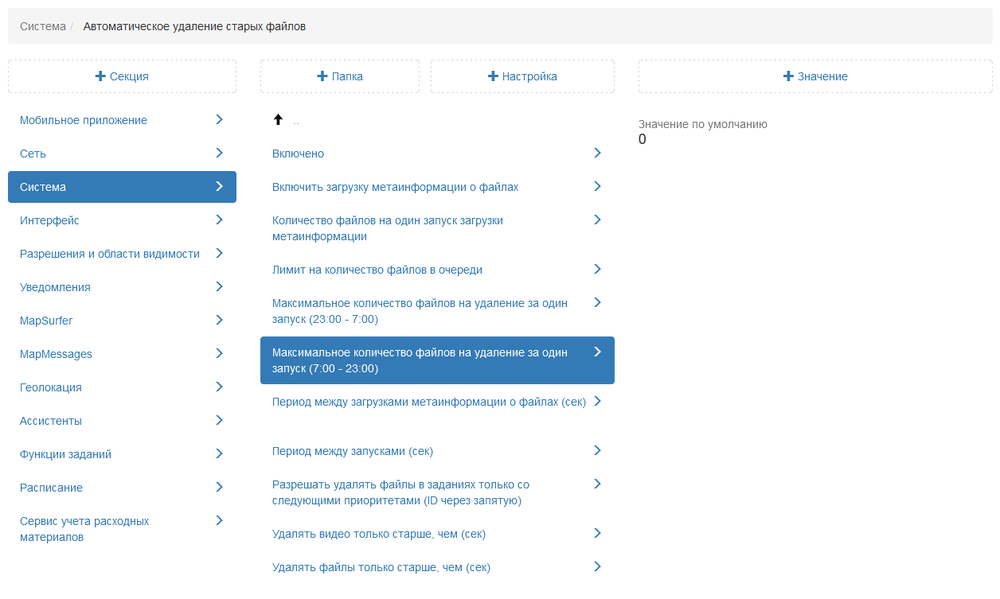 Система / Автоматическое удаление старых файлов
Секция
Папка
Настройка
Значение
Мобильное приложение
Сеть
Система
Интерфейс
Разрешения и области видимости
Уведомления
MapSurfer
MapMessages
Геолокация
Ассистенты
Функции заданий
Расписание
Сервис учета расходных
материалов
..
Включено
Включить загрузку метаинформации о файлах
Количество файлов на один запуск загрузки
метаинформации
Лимит на количество файлов в очереди
Максимальное количество файлов на удаление за один
запуск (23:00 - 7:00)
Максимальное количество файлов на удаление за один
запуск (7:00 - 23:00)
Период между загрузками метаинформации о файлах (сек)
Период между запусками (сек)
Разрешать удалять файлы в заданиях только со
следующими приоритетами (ID через запятую)
Удалять видео только старше, чем (сек)
Удалять файлы только старше, чем (сек)
Значение по умолчанию
0